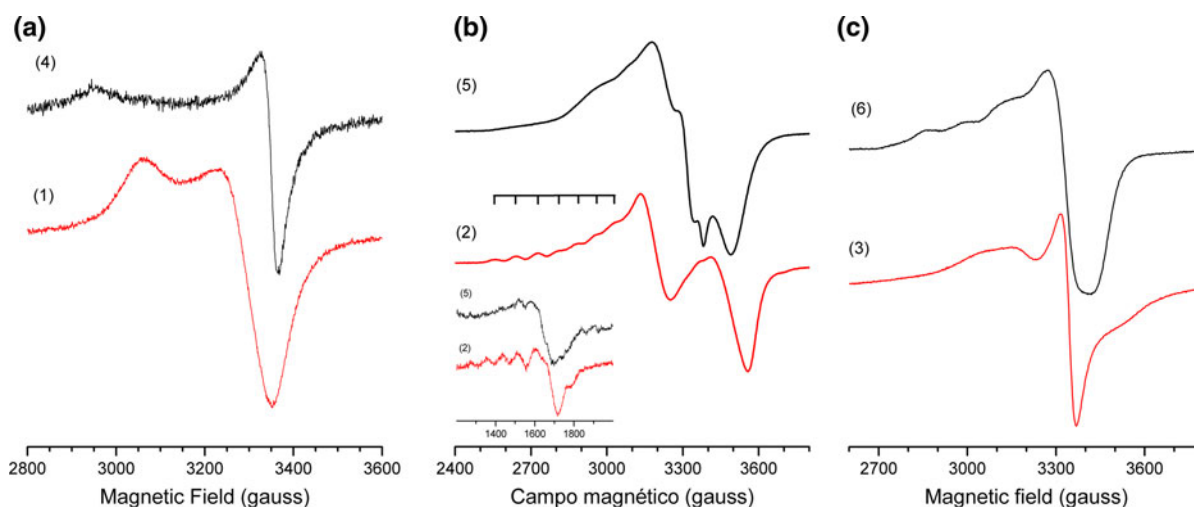 (a)
(4)
(1)
2800 3000 3200 3400 3600
Magnetic Field (gauss)
(b)
(5)
(2)
(5)
(2)
1400 1600 1800
2400 2700 3000 3300 3600
Campo magnético (gauss)
(c)
(6)
(3)
2700 3000 3300 3600
Magnetic field (gauss)